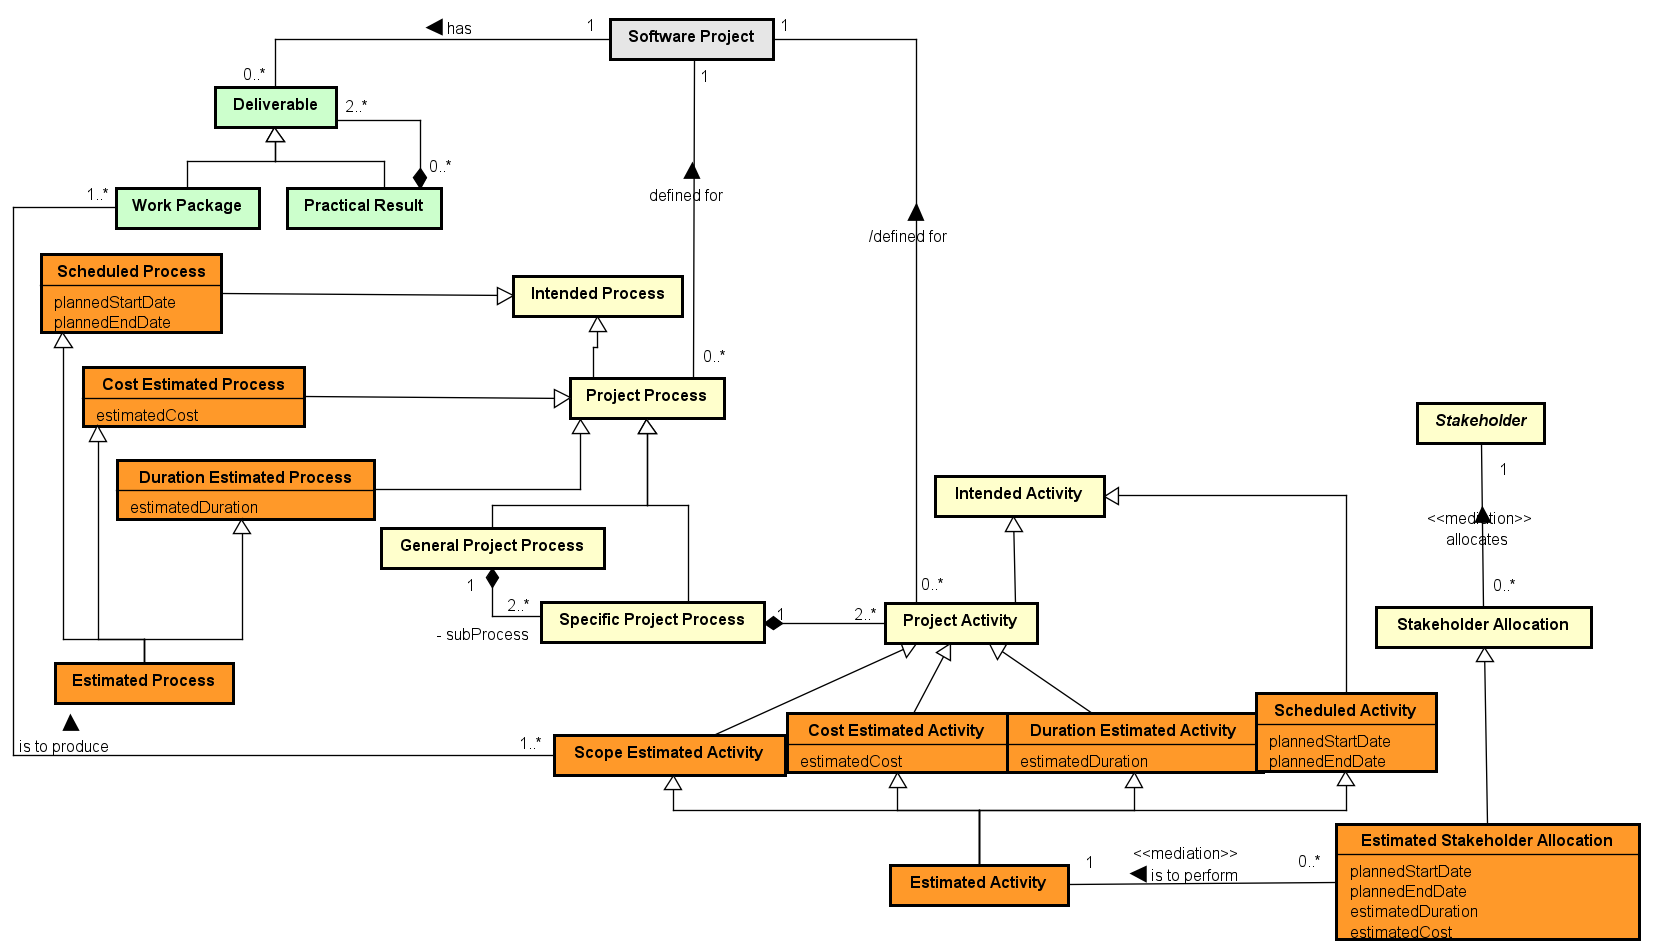 has
1
Software Project
1
0..*
Deliverable
2..*
1
0..*
1..*
Work Package
Practical Result
defined for
/defined for
Scheduled Process
plannedStartDate
plannedEndDate
Intended Process
0..*
Cost Estimated Process
estimatedCost
Project Process
Stakeholder
1
Duration Estimated Process
estimatedDuration
Intended Activity
<<mediation>>
allocates
General Project Process
1
2..*
- subProcess
Specific Project Process
1
2..*
0..*
Project Activity
0..*
Stakeholder Allocation
Estimated Process
is to produce
1..*
Scope Estimated Activity
Cost Estimated Activity
estimatedCost
Duration Estimated Activity
estimatedDuration
Scheduled Activity
plannedStartDate
plannedEndDate
Estimated Activity
1
<<mediation>>
is to perform
0..*
Estimated Stakeholder Allocation
plannedStartDate
plannedEndDate
estimatedDuration
estimatedCost